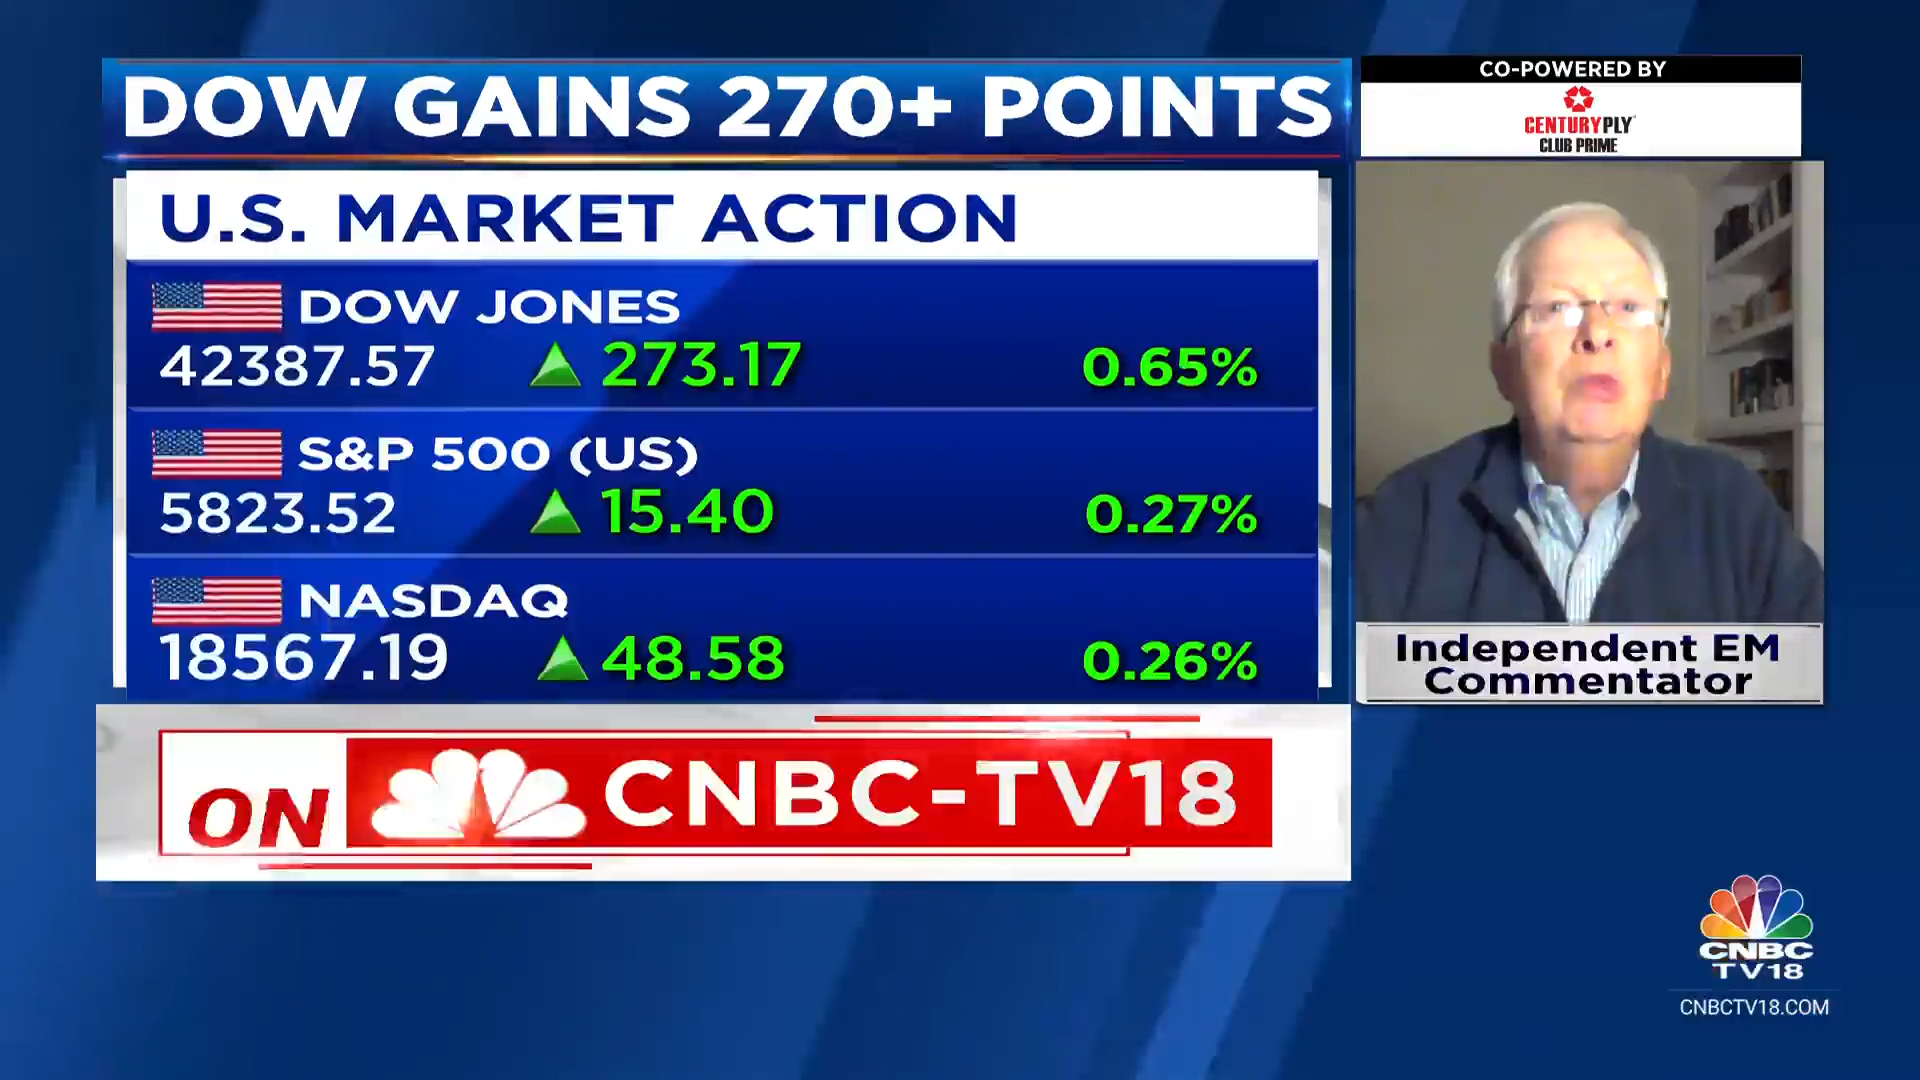 DOW GAINS 270+ POINTS
U.S. MARKET ACTION
DOW JONES
42387.57 ▲ 273.17 0.65%
S&P 500 (US)
5823.52 ▲ 15.40 0.27%
NASDAQ
18567.19 ▲ 48.58 0.26%
ON CNBC-TV18
CO-POWERED BY
CENTURYPLY
CLUB PRIME
Independent EM
Commentator
CNBC
TV18
CNBCTV18.COM